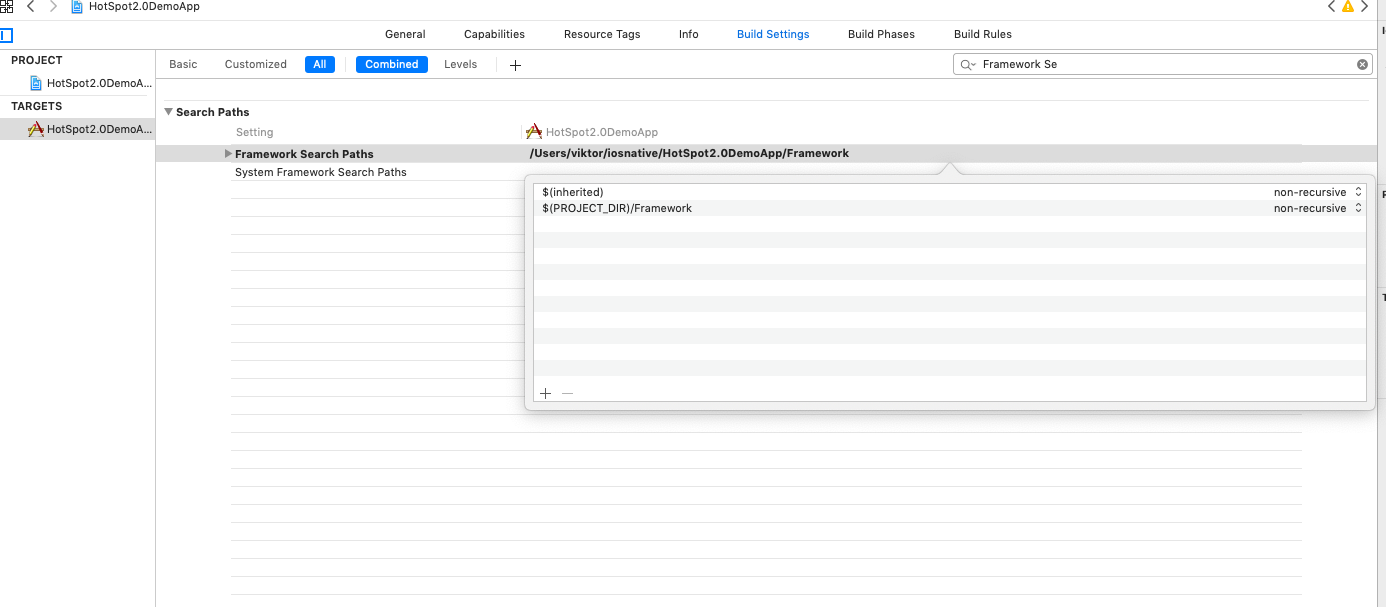 HotSpot2.0DemoApp
General Capabilities Resource Tags Info Build Settings Build Phases Build Rules
PROJECT
HotSpot2.0DemoA...
TARGETS
HotSpot2.0DemoA...
Basic Customized All Combined Levels Framework Se
Search Paths
Setting HotSpot2.0DemoApp
Framework Search Paths /Users/viktor/iosnative/HotSpot2.0DemoApp/Framework
System Framework Search Paths
$(inherited) non-recursive
$(PROJECT_DIR)/Framework non-recursive